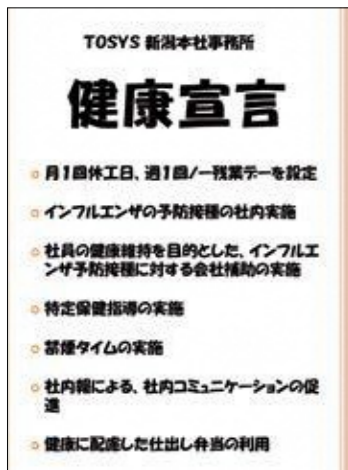 TOSYS 新潟本社事務所
健康宣言
○ 月1回休工日、週1回ノー残業デーを設定
○ インフルエンザの予防接種の社内実施
○ 社員の健康維持を目的とした、インフルエ
ンザ予防接種に対する会社補助の実施
○ 特定保健指導の実施
○ 禁煙タイムの実施
○ 社内報による、社内コミュニケーションの促
進
○ 健康に配慮した仕出し弁当の利用